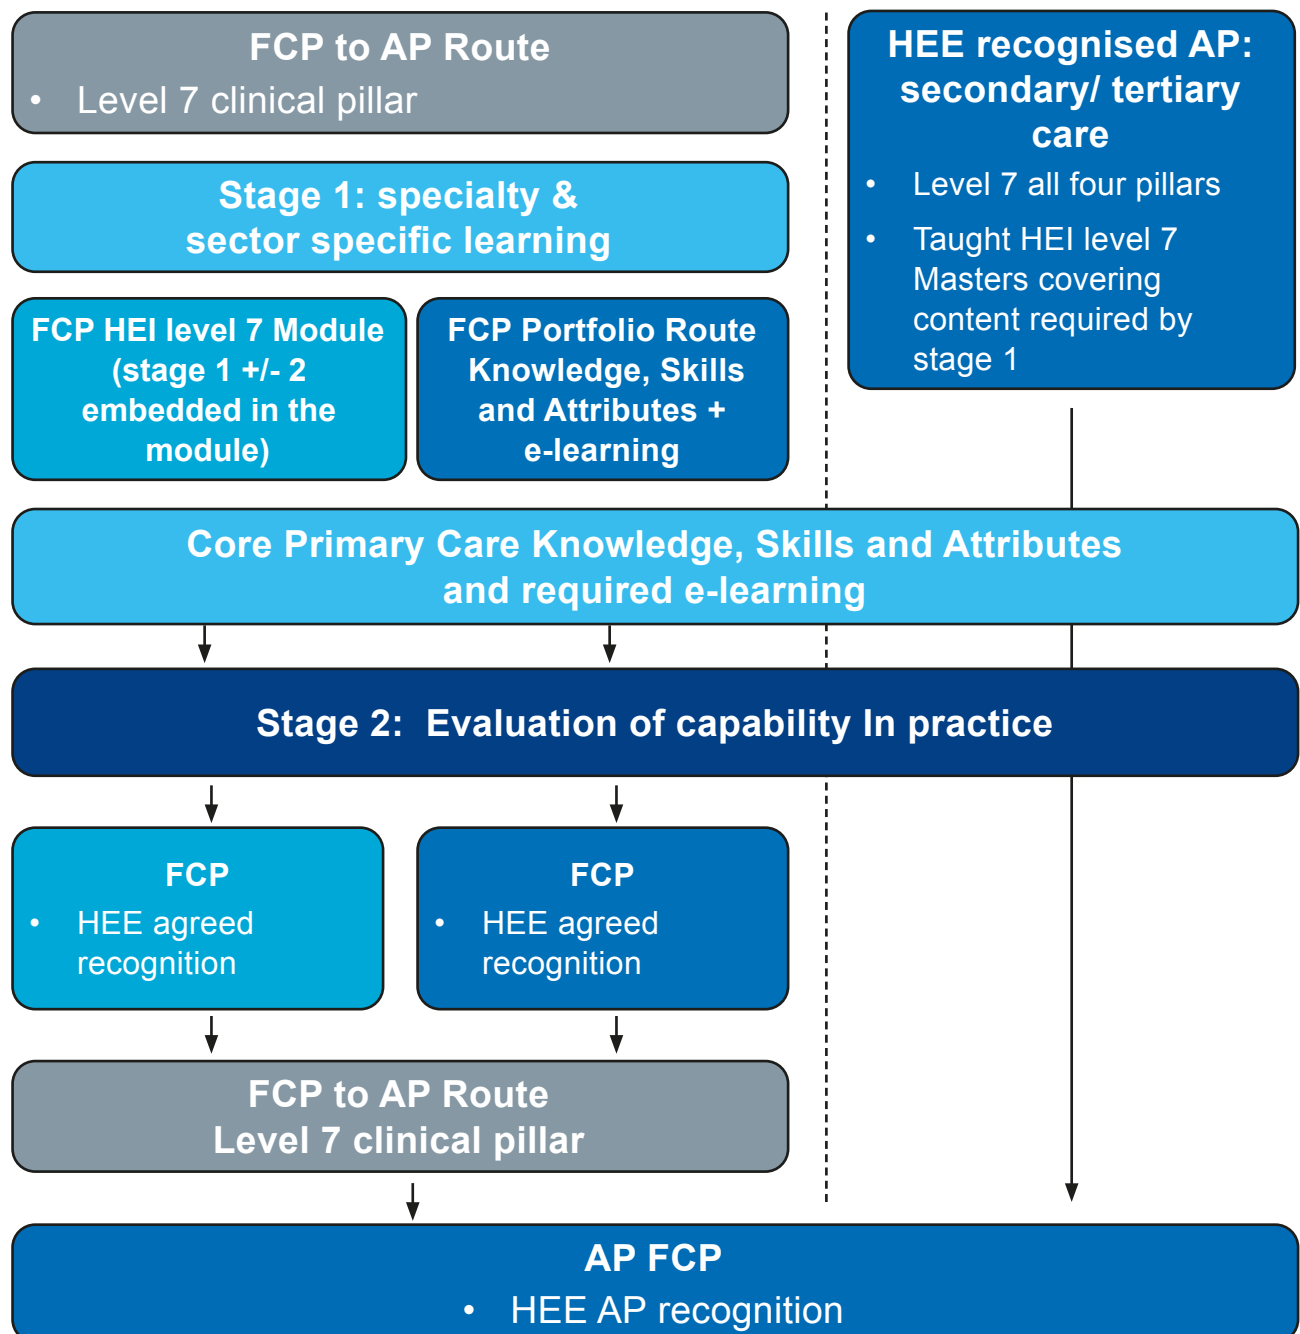 FCP to AP Route
• Level 7 clinical pillar
Stage 1: specialty &
sector specific learning
FCP HEI level 7 Module
(stage 1 +/- 2
embedded in the
module)
FCP Portfolio Route
Knowledge, Skills
and Attributes +
e-learning
HEE recognised AP:
secondary/ tertiary
care
• Level 7 all four pillars
• Taught HEI level 7
Masters covering
content required by
stage 1
Core Primary Care Knowledge, Skills and Attributes
and required e-learning
Stage 2:  Evaluation of capability In practice
FCP
• HEE agreed
recognition
FCP
• HEE agreed
recognition
FCP to AP Route
Level 7 clinical pillar
AP FCP
• HEE AP recognition